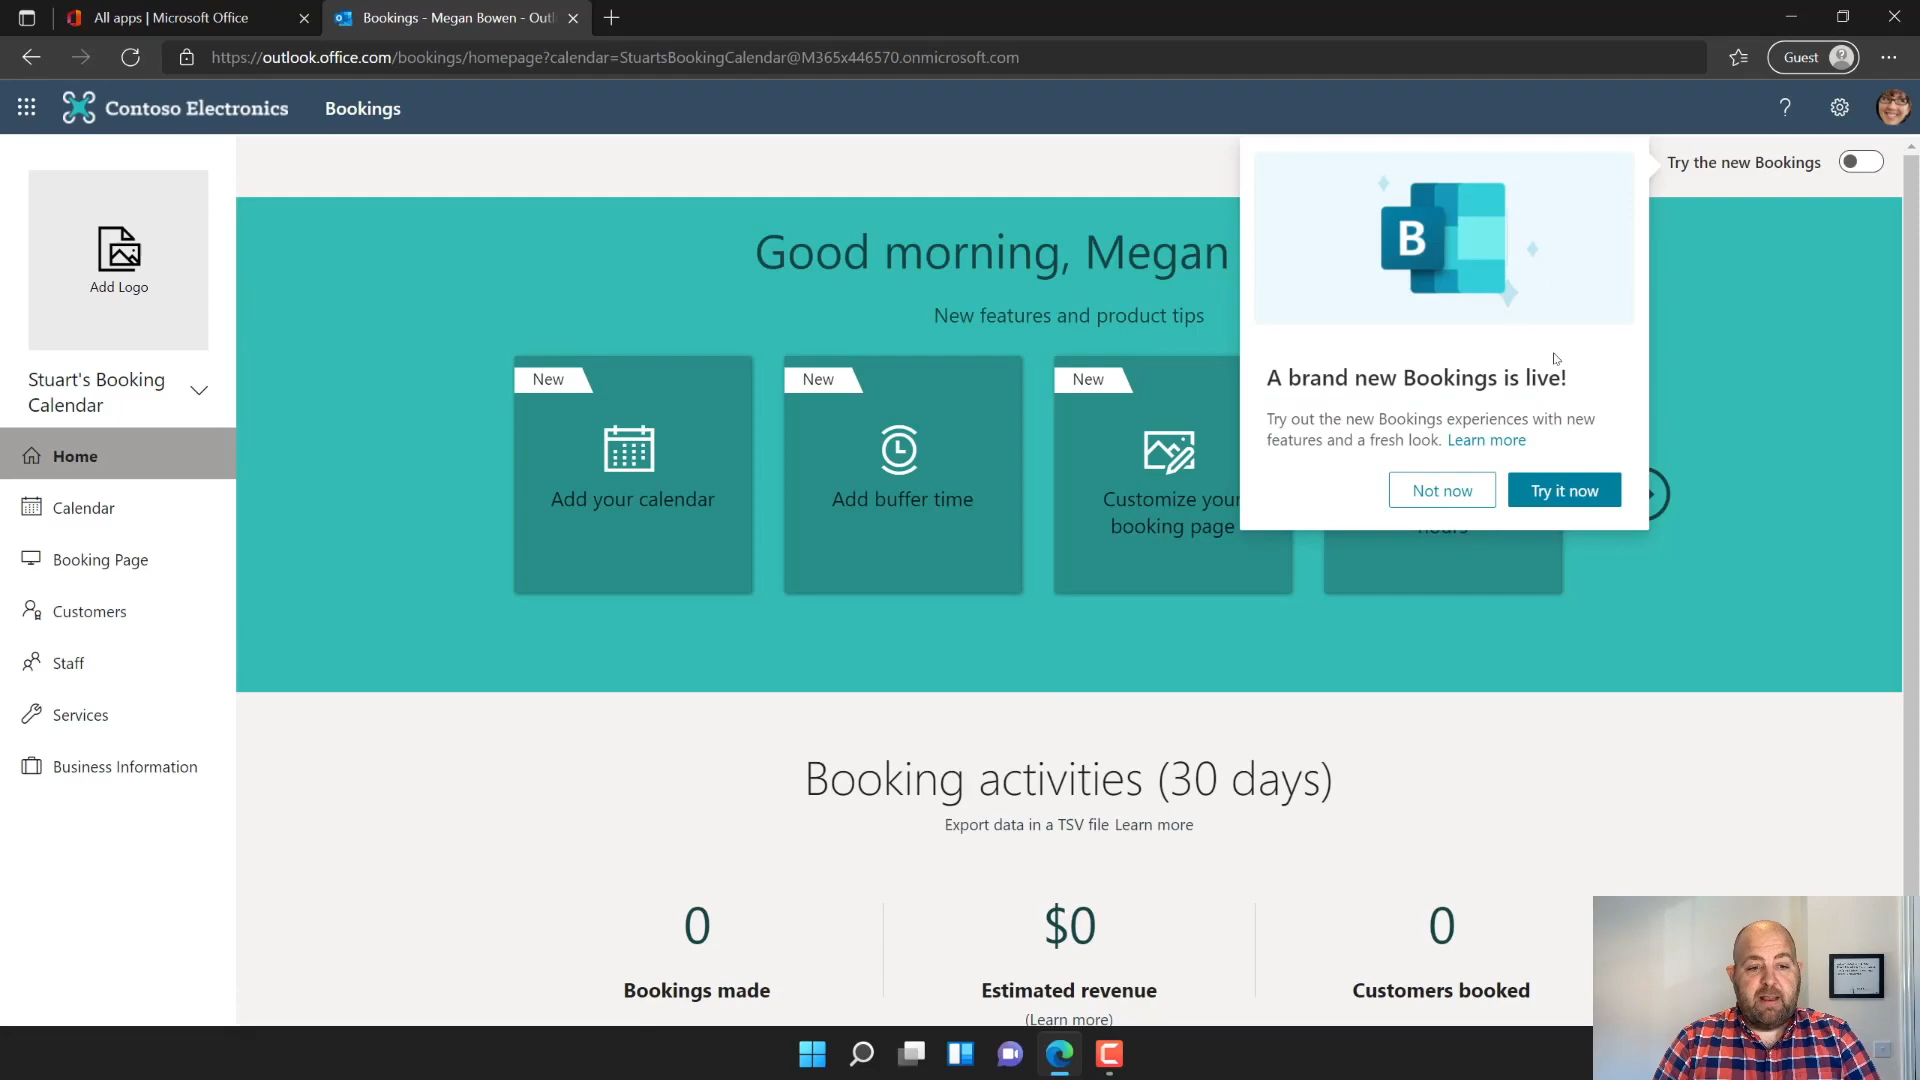 All apps | Microsoft Office
Bookings - Megan Bowen - Outl
https://outlook.office.com/bookings/homepage?calendar=StuartsBookingCalendar@M365x446570.onmicrosoft.com
Guest
Contoso Electronics
Bookings
?
Try the new Bookings
Add Logo
Stuart's Booking
Calendar
Home
Calendar
Booking Page
Customers
Staff
Services
Business Information
Good morning, Megan
New features and product tips
New
Add your calendar
New
Add buffer time
New
Customize your
booking page
hours
B
A brand new Bookings is live!
Try out the new Bookings experiences with new
features and a fresh look. Learn more
Not now
Try it now
Booking activities (30 days)
Export data in a TSV file Learn more
0
Bookings made
$0
Estimated revenue
(Learn more)
0
Customers booked